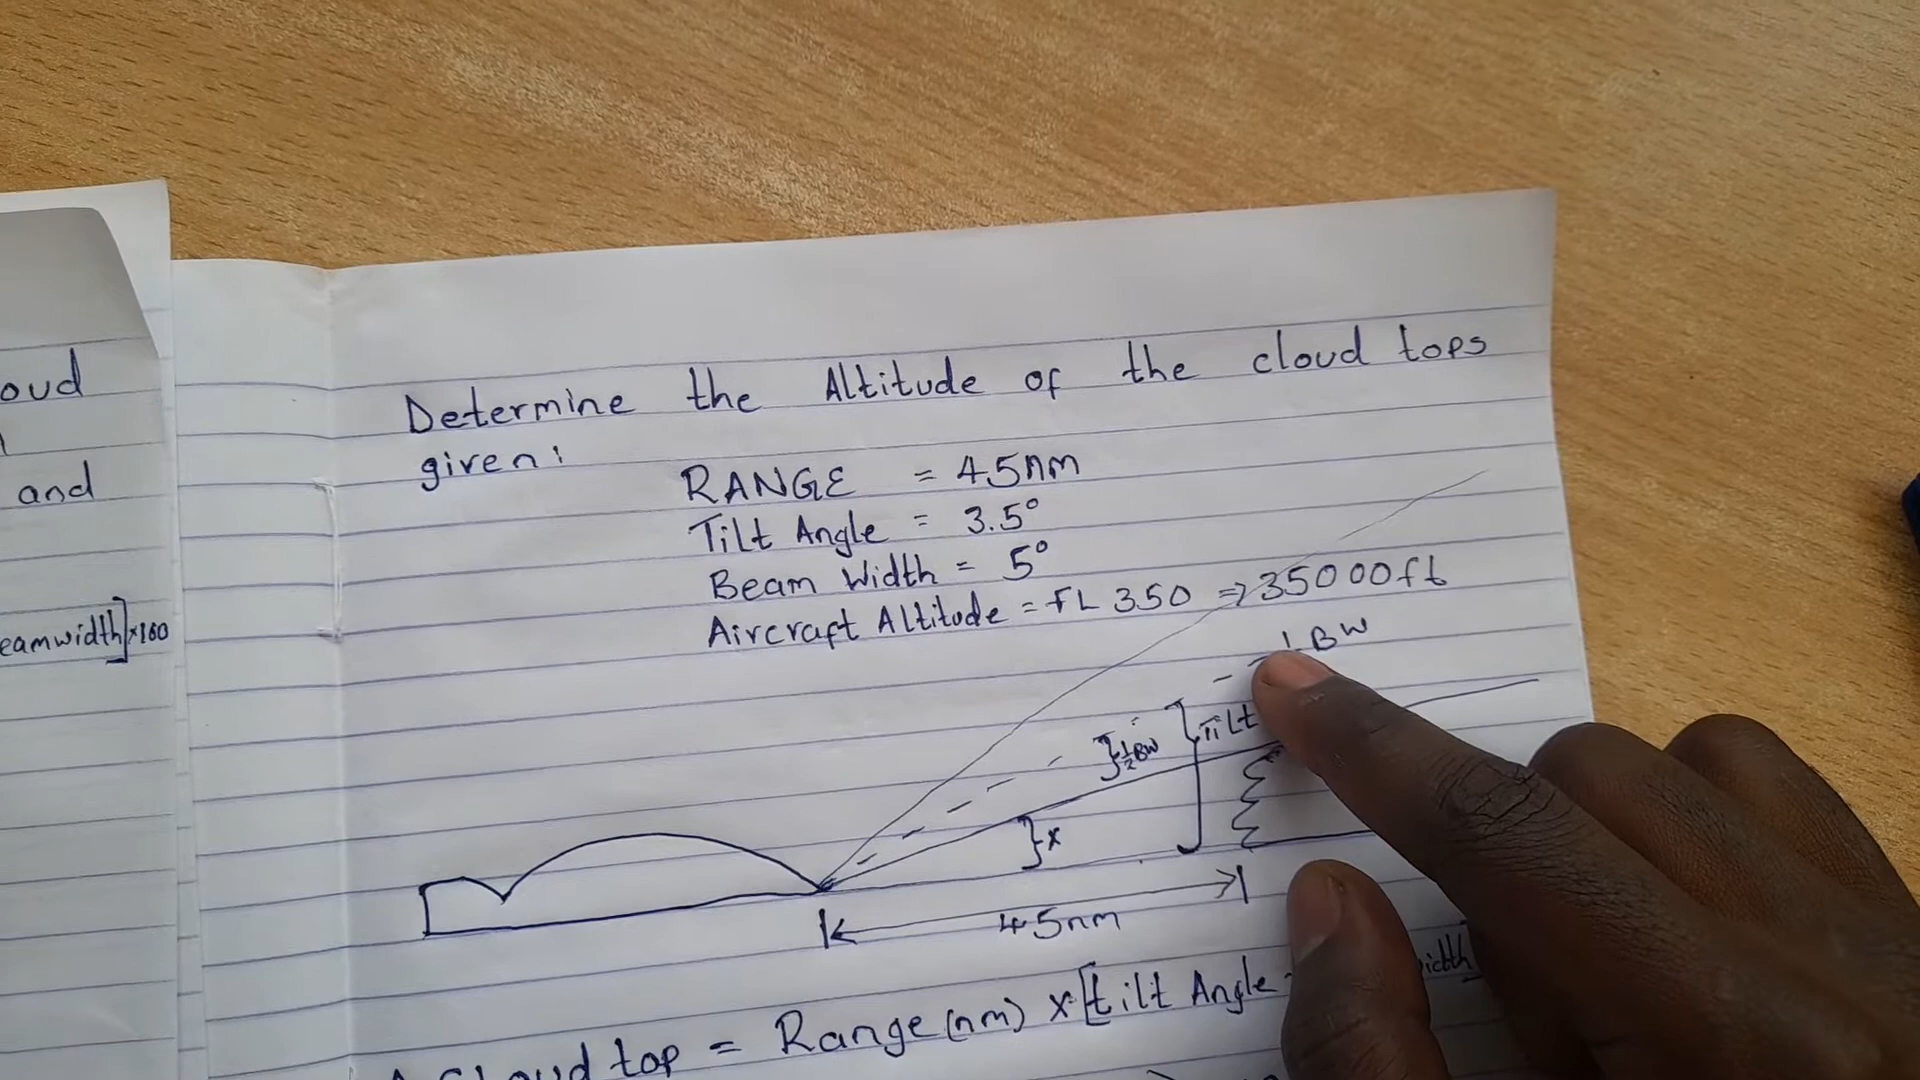 oud
and
eamwidth]×100
Determine the Altitude of the cloud tops
given:
RANGE = 45nm
Tilt Angle = 3.5°
Beam Width = 5°
Aircraft Altitude = FL 350 => 35000ft
BW
Tilt
}½BW
}x
45nm
Cloud top = Range(nm) × [tilt Angle - width